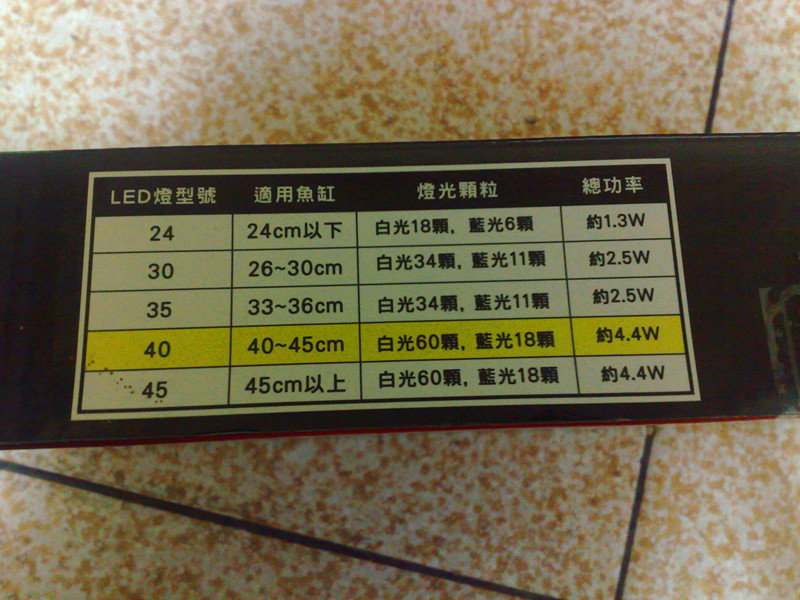 LED燈型號 適用魚缸 燈光顆粒 總功率
24 24cm以下 白光18顆, 藍光6顆 約1.3W
30 26~30cm 白光34顆, 藍光11顆 約2.5W
35 33~36cm 白光34顆, 藍光11顆 約2.5W
40 40~45cm 白光60顆, 藍光18顆 約4.4W
45 45cm以上 白光60顆, 藍光18顆 約4.4W